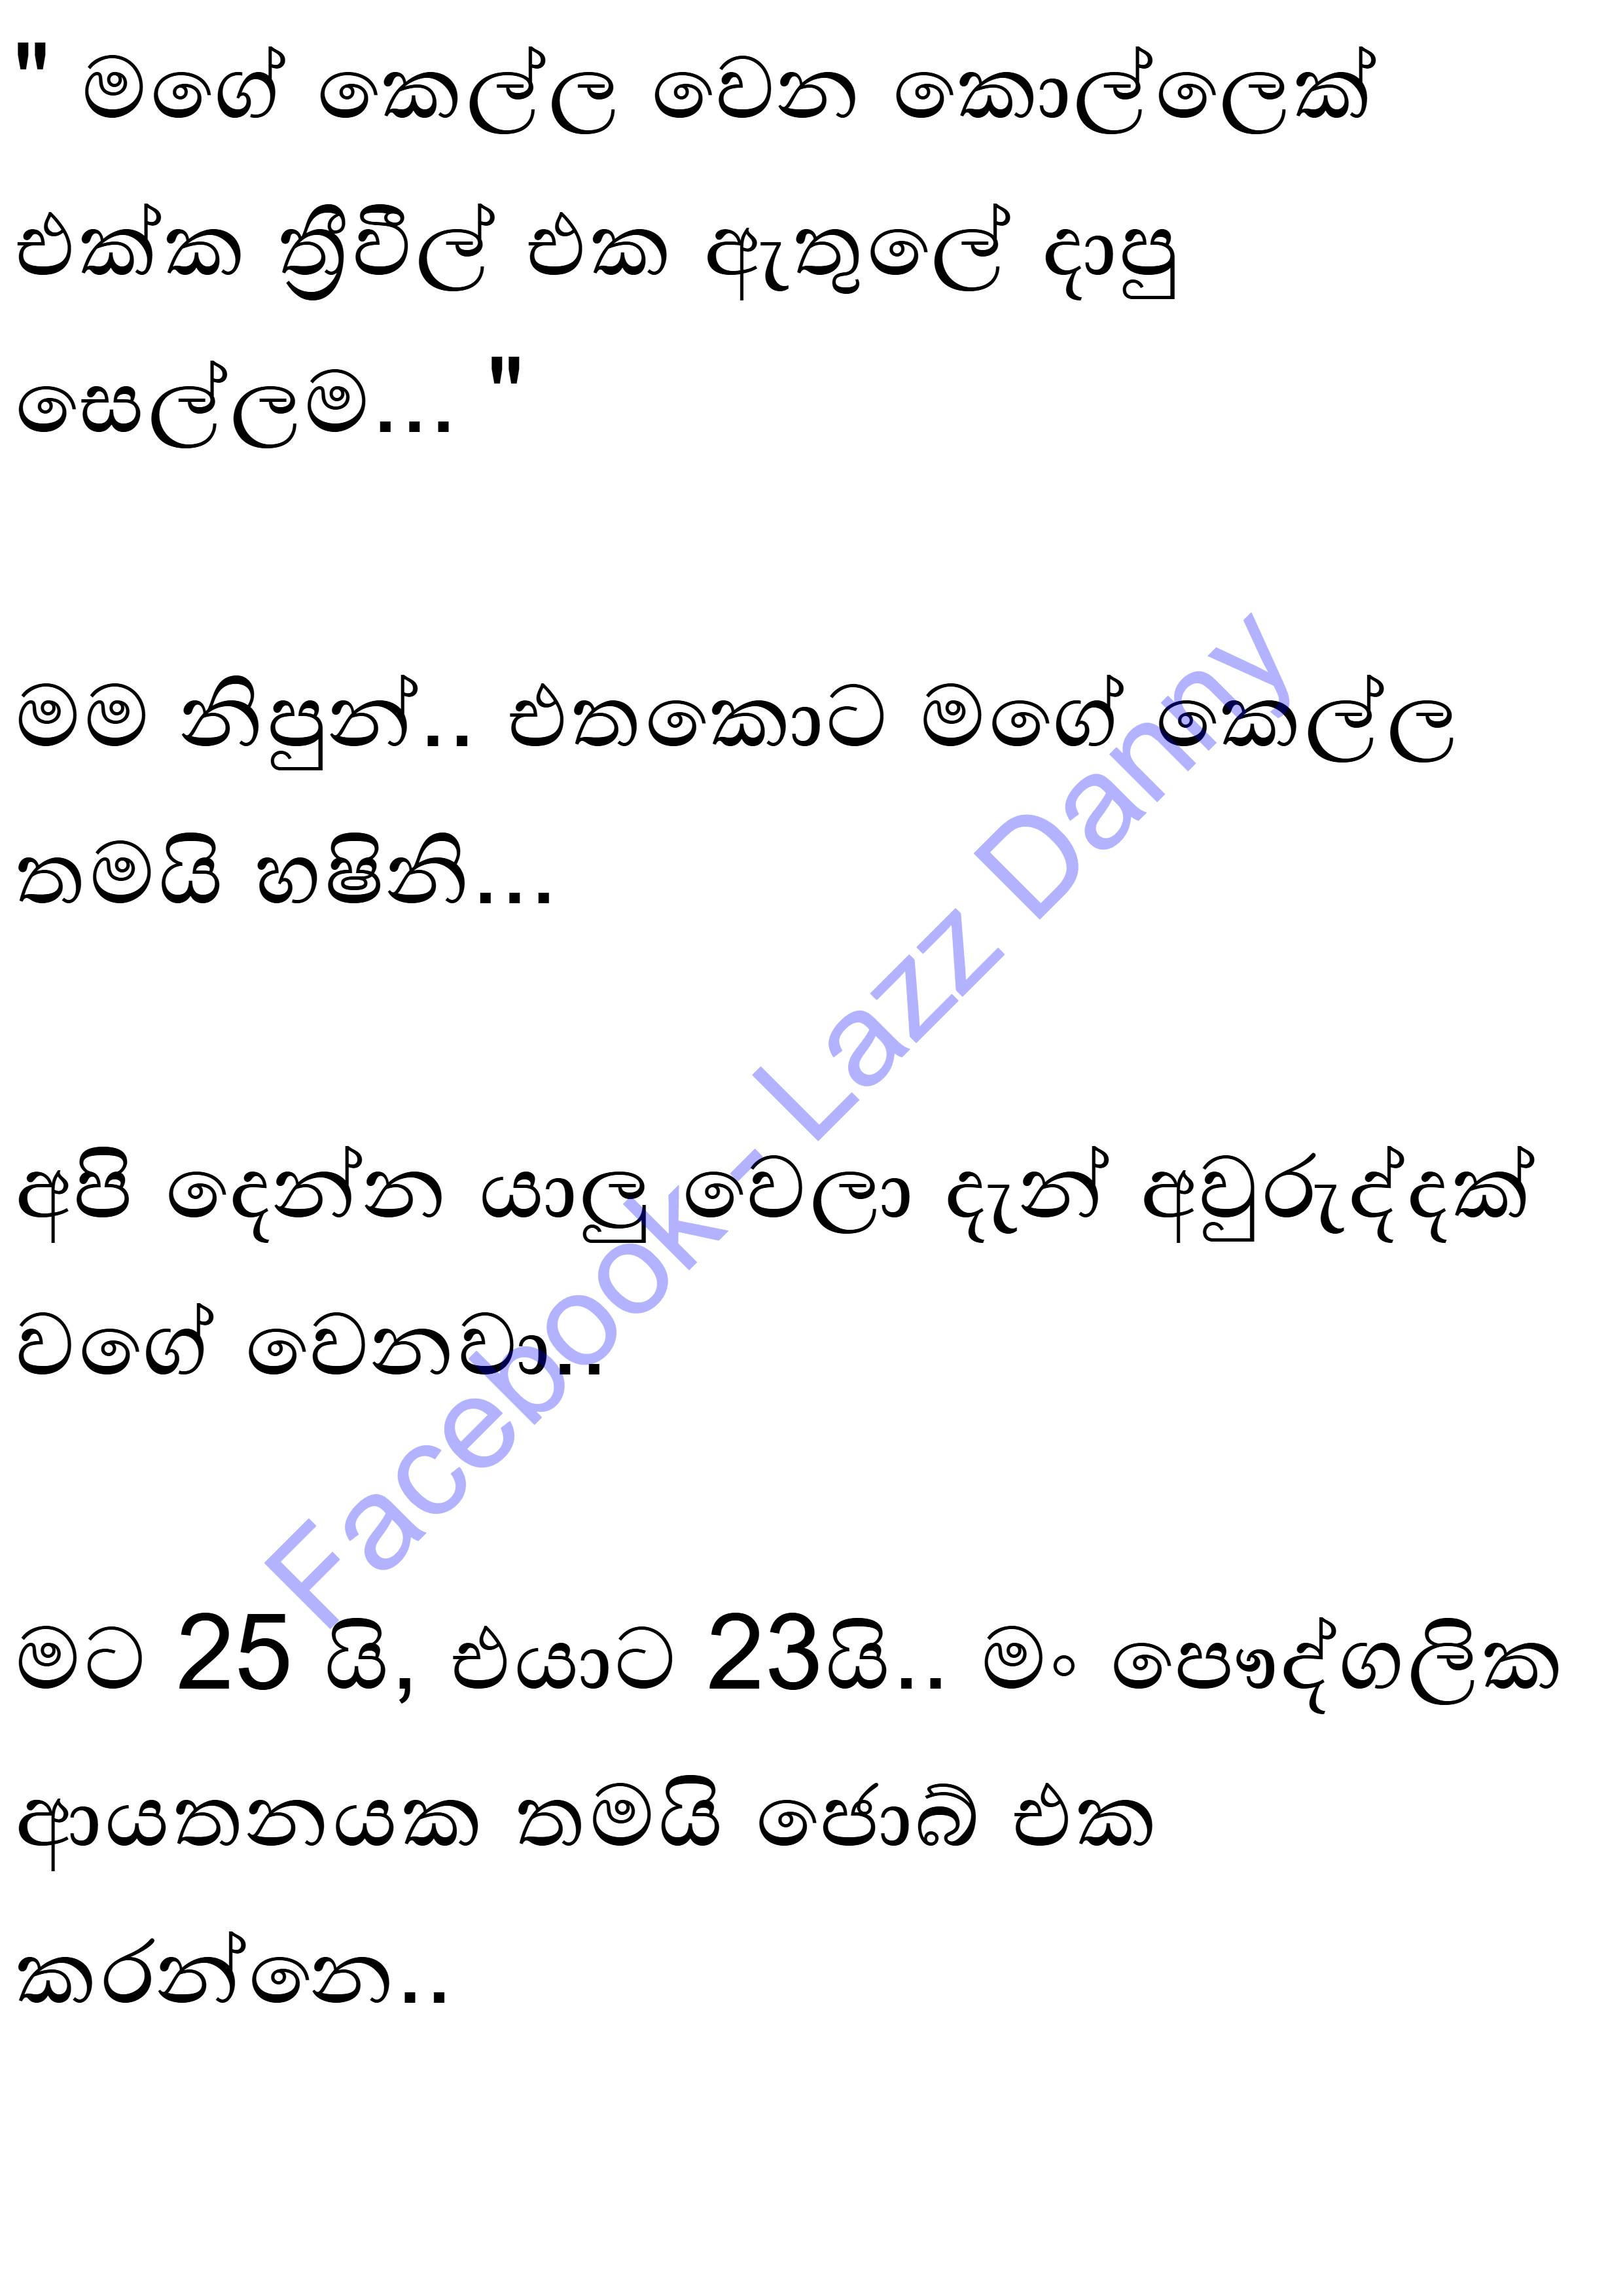 " මගේ කෙල්ල වෙන කොල්ලෙක්
එක්ක ත්‍රීවීල් එක ඇතුලේ දාපු
සෙල්ලම... "
මම නිපුන්.. එතකොට මගේ කෙල්ල
තමයි හෂිනි...
අපි දෙන්න යාලු වෙලා දැන් අවුරුද්දක්
වගේ වෙනවා..
මට 25 යි, එයාට 23යි.. මං පෞද්ගලික
ආයතනයක තමයි ජොබ් එක
කරන්නෙ..
Facebook- Lazz Danny